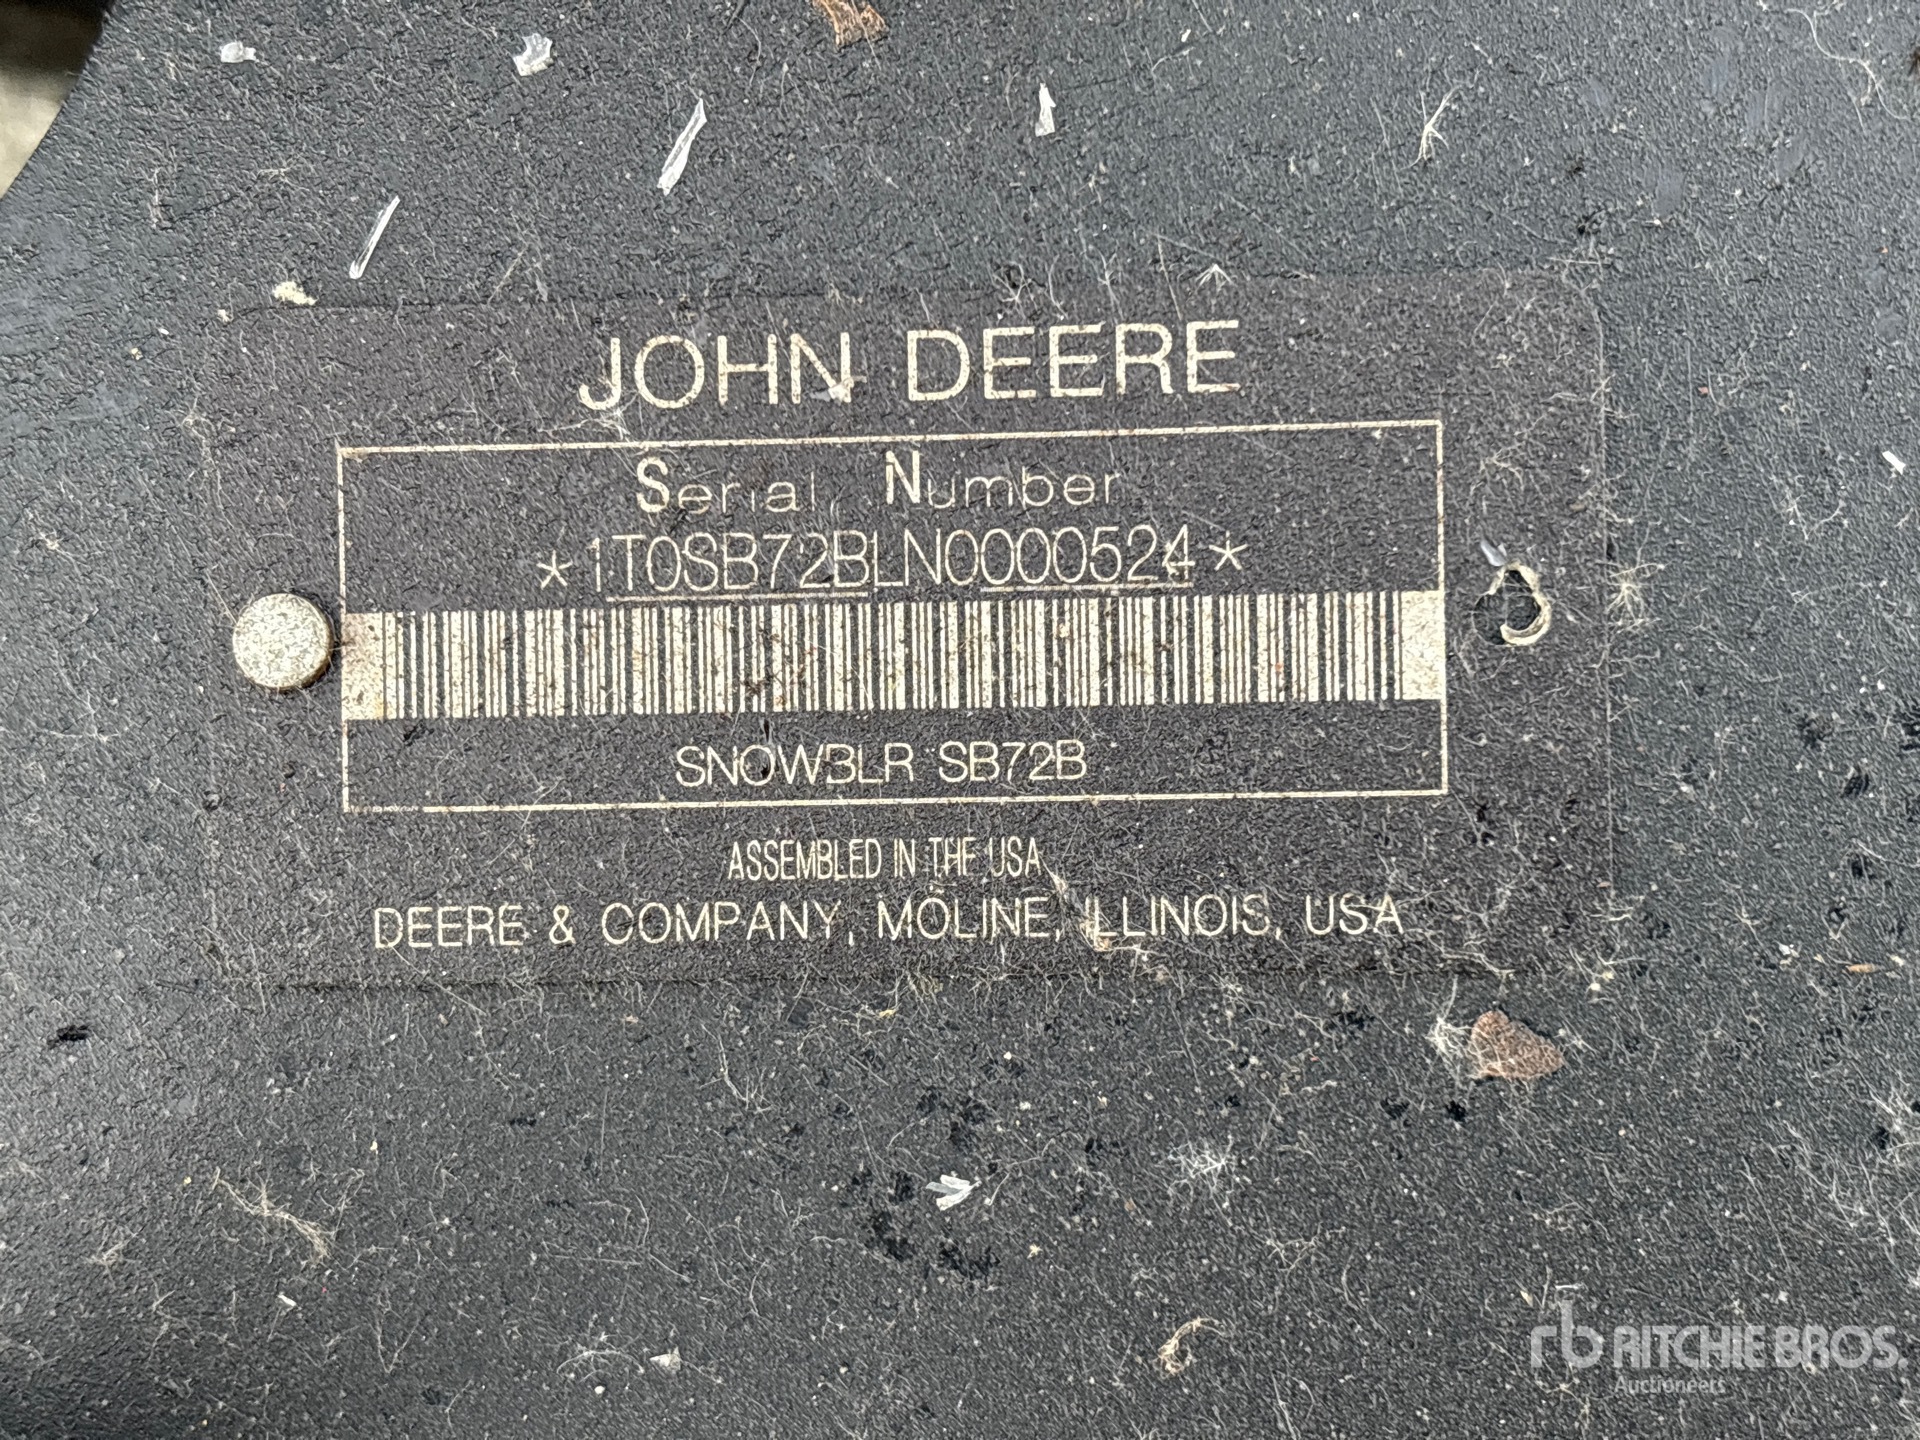 JOHN DEERE
Serial Number
*1T0SB72BLN0000524*
SNOWBLR SB72B
ASSEMBLED IN THE USA
DEERE & COMPANY, MOLINE, ILLINOIS, USA
rb RITCHIE BROS.
Auctioneers